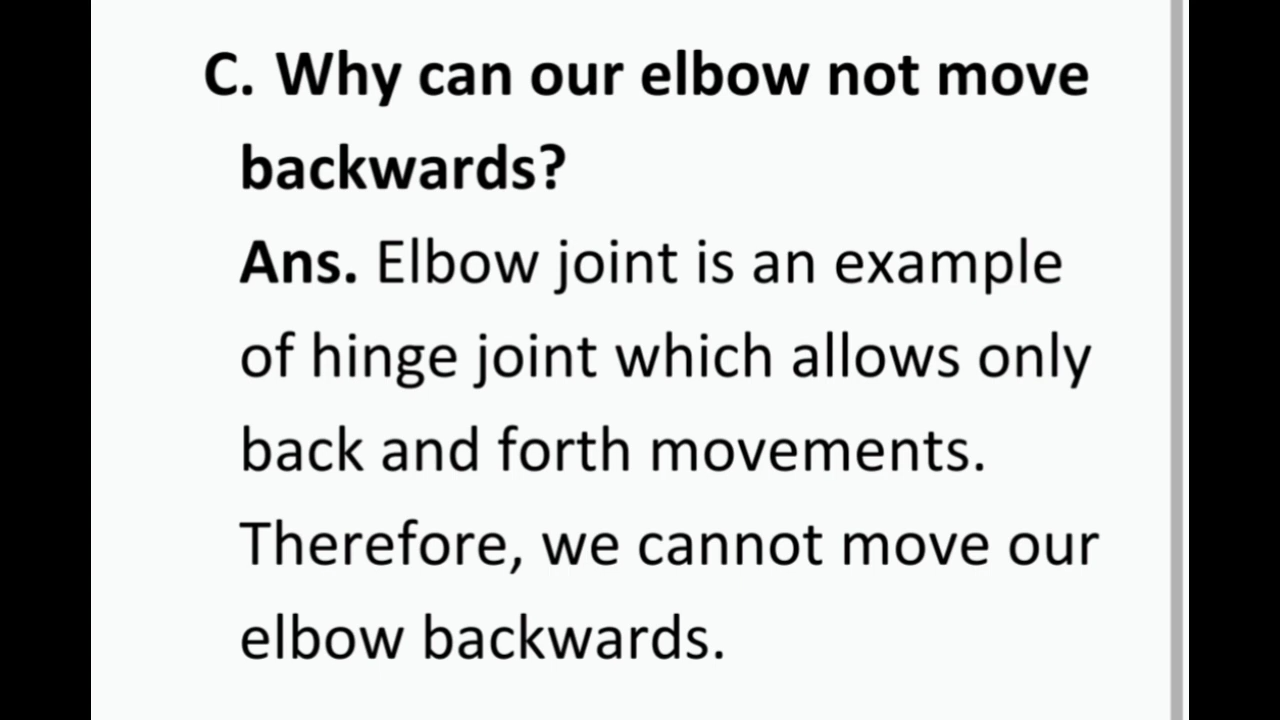 C. Why can our elbow not move
backwards?
Ans. Elbow joint is an example
of hinge joint which allows only
back and forth movements.
Therefore, we cannot move our
elbow backwards.